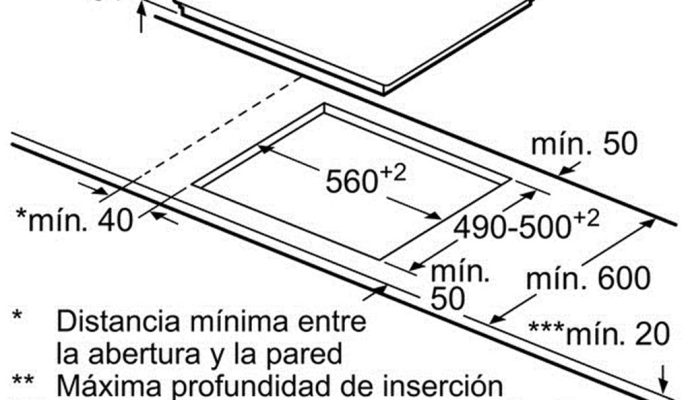 mín. 50
560+2
490-500+2
*mín. 40
mín.
50
mín. 600
***mín. 20
* Distancia mínima entre
la abertura y la pared
** Máxima profundidad de inserción